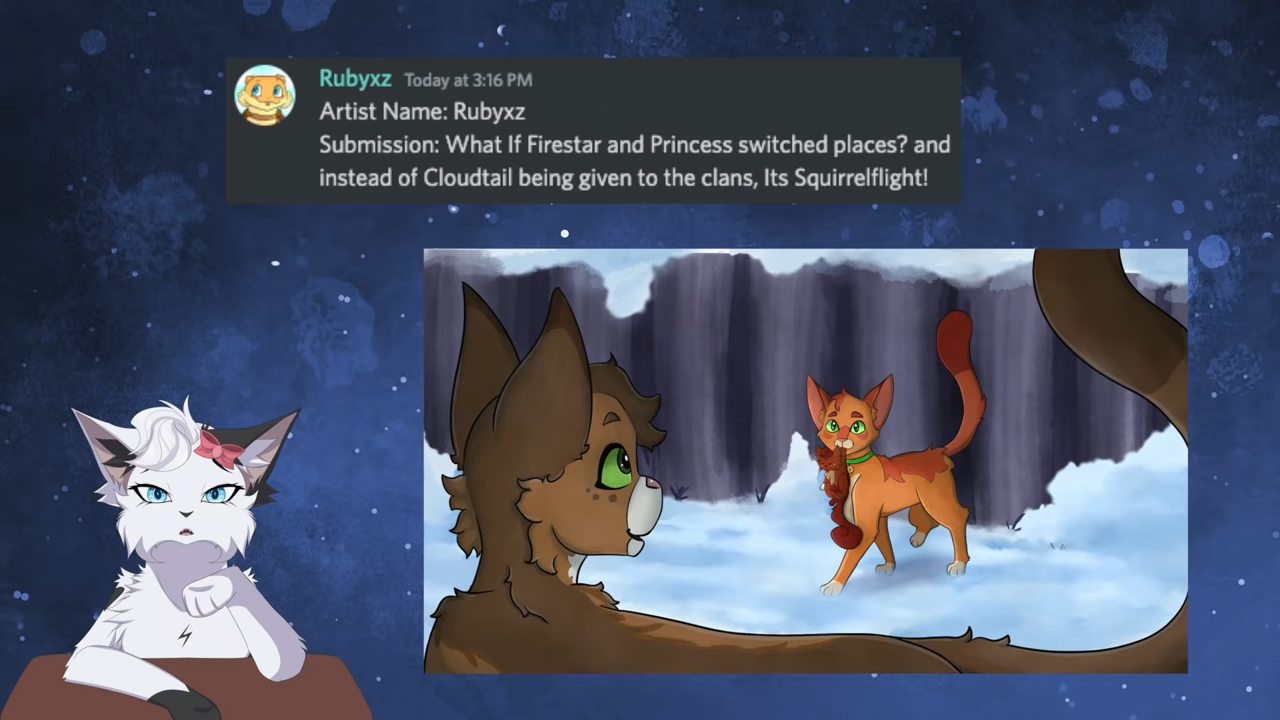 Rubyxz Today at 3:16 PM
Artist Name: Rubyxz
Submission: What If Firestar and Princess switched places? and
instead of Cloudtail being given to the clans, Its Squirrelflight!